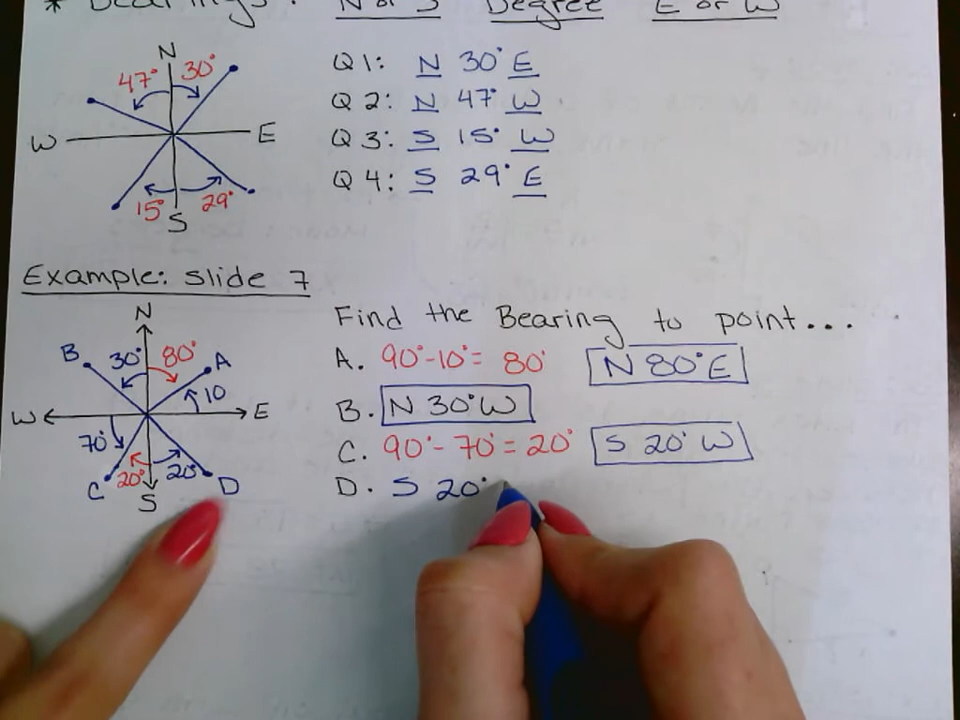 * Bearings: N or S Degree E or W
N
47° 30°
W E
15° 29°
S
Q1: N 30° E
Q2: N 47° W
Q3: S 15° W
Q4: S 29° E
Example: Slide 7
N
B 30° 80° A
10
W E
70°
C 20° 20° D
S
Find the Bearing to point...
A. 90°-10°= 80° N 80° E
B. N 30° W
C. 90°- 70° = 20° S 20° W
D. S 20°